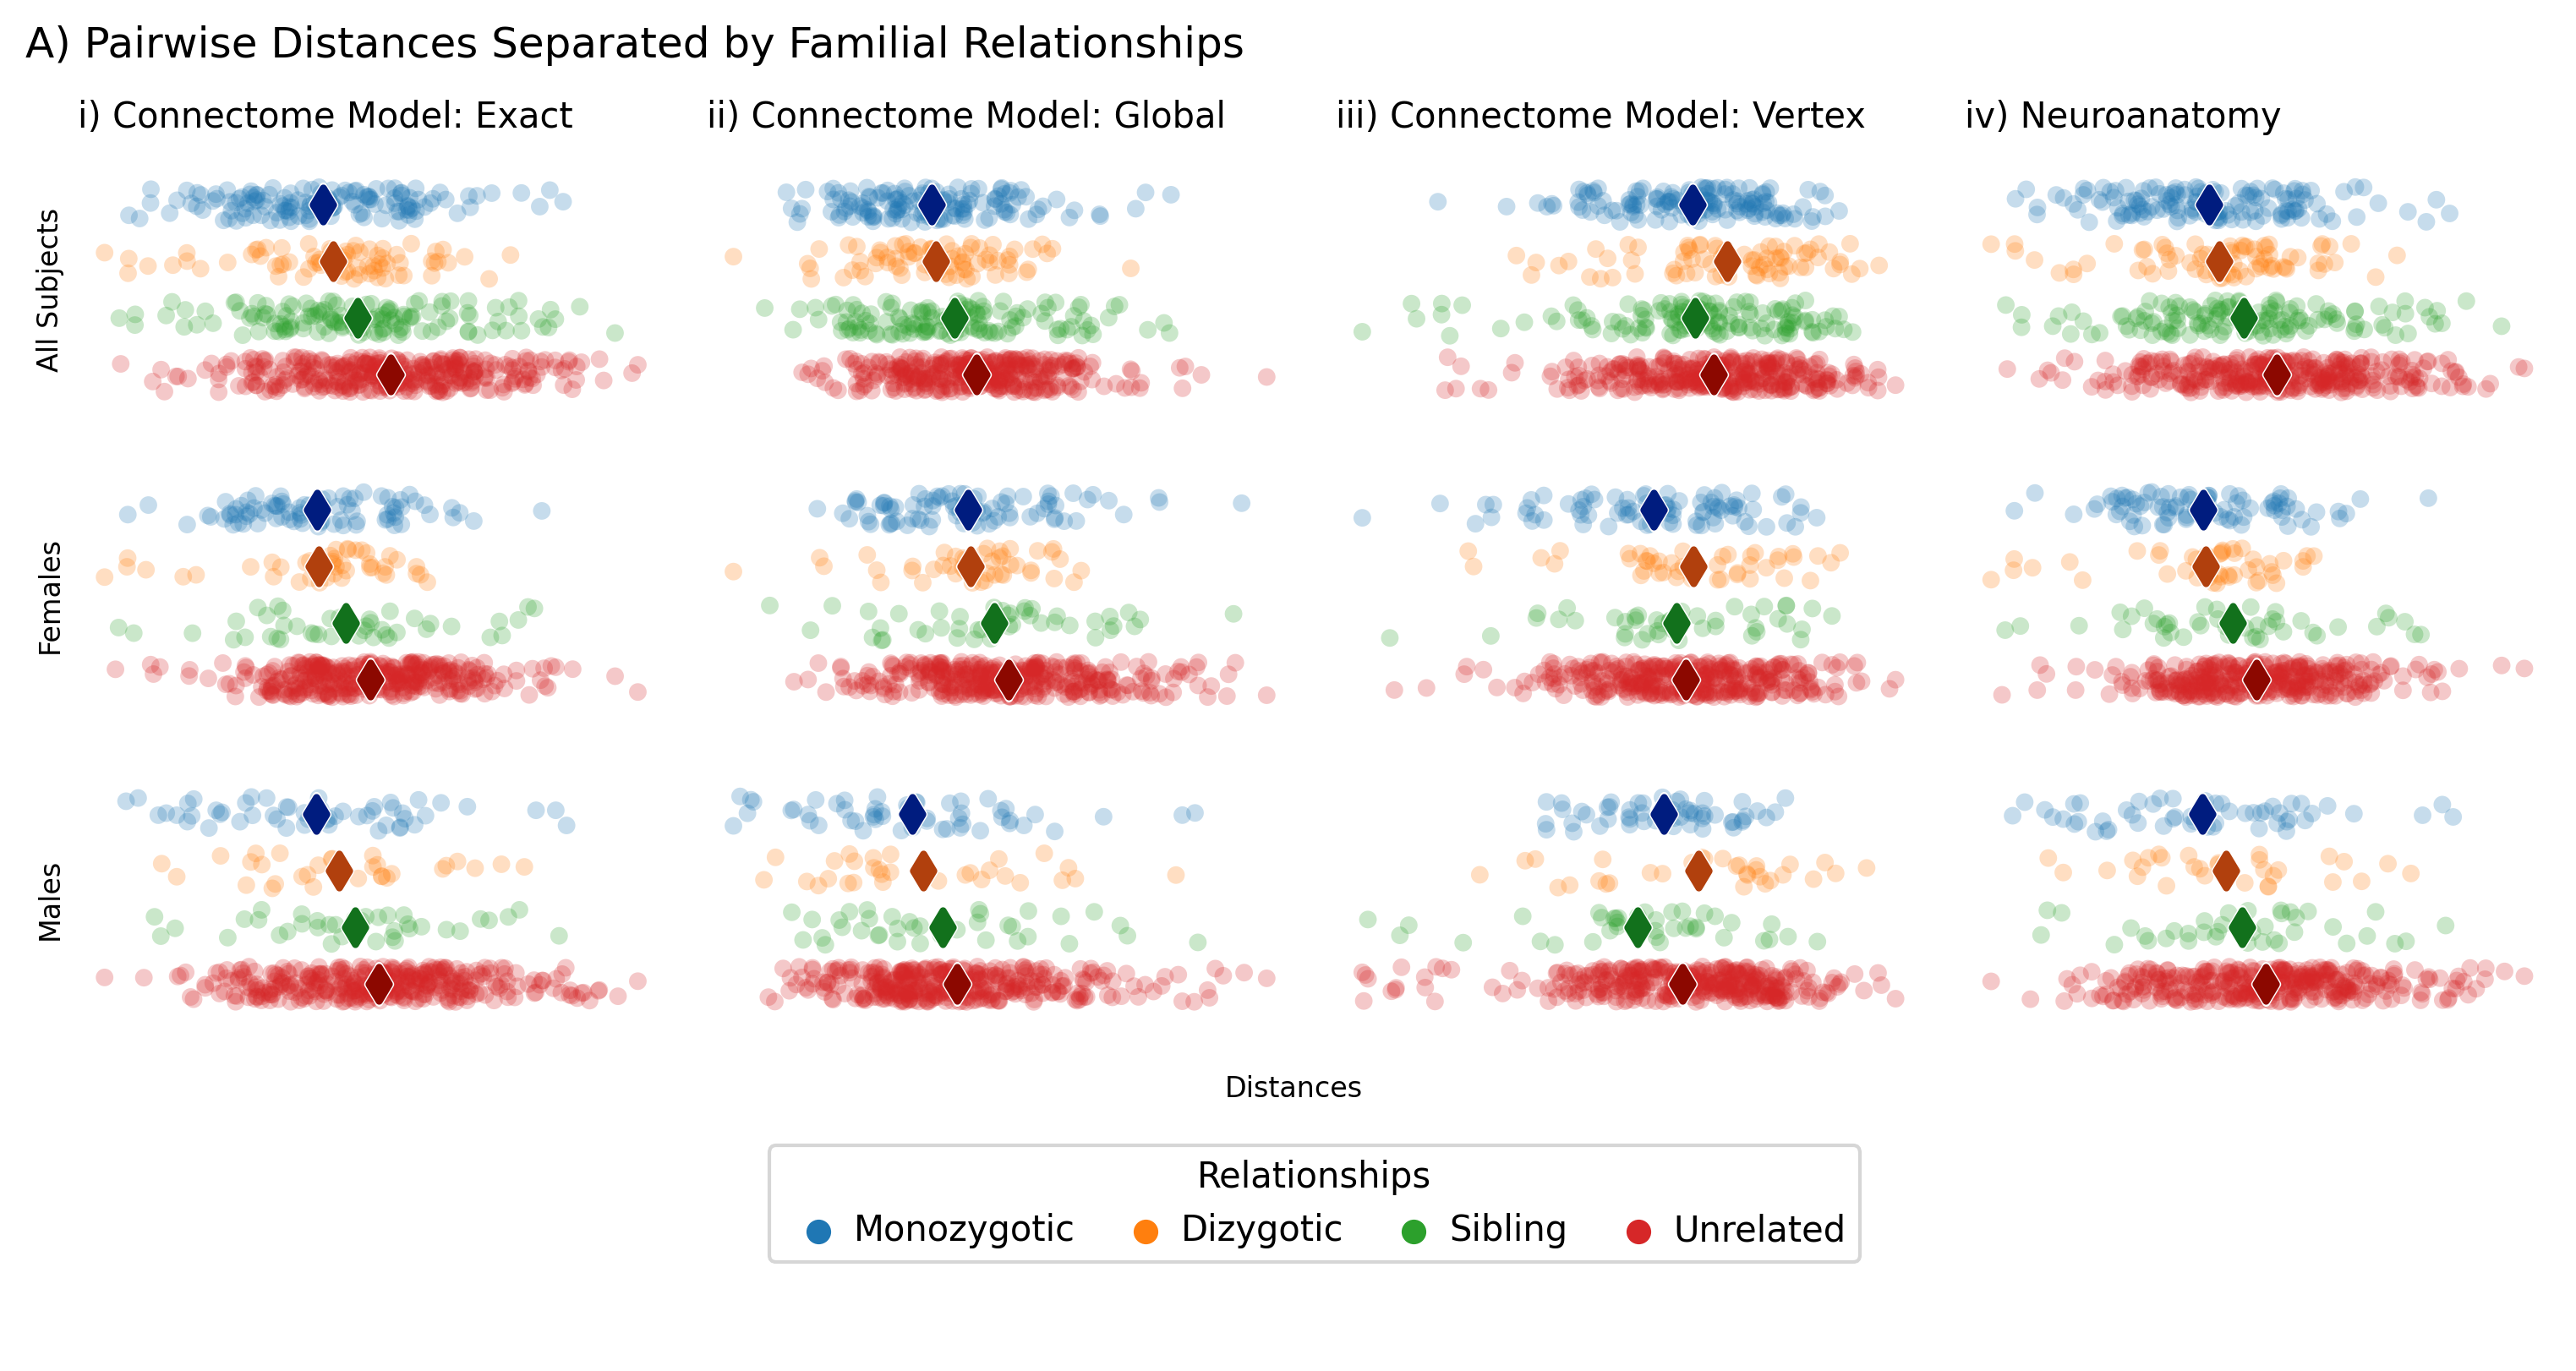 A) Pairwise Distances Separated by Familial Relationships
i) Connectome Model: Exact
ii) Connectome Model: Global
iii) Connectome Model: Vertex
iv) Neuroanatomy
All Subjects
Females
Males
Distances
Relationships
Monozygotic
Dizygotic
Sibling
Unrelated